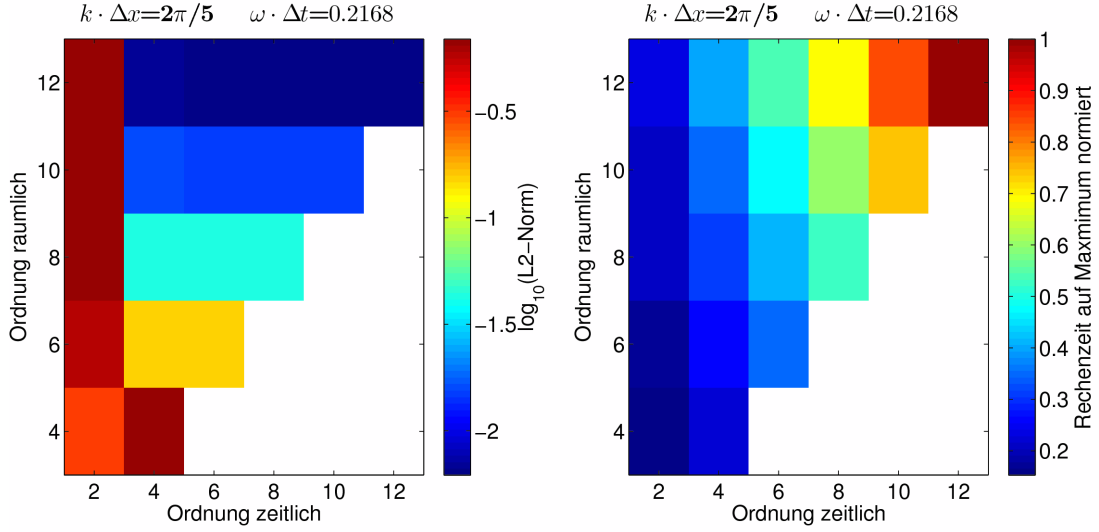 k · Δx=2π/5 ω · Δt=0.2168
12
10
8
6
4
2 4 6 8 10 12
Ordnung raumlich
Ordnung zeitlich
−0.5
−1
−1.5
−2
log10(L2−Norm)
k · Δx=2π/5 ω · Δt=0.2168
12
10
8
6
4
2 4 6 8 10 12
Ordnung raumlich
Ordnung zeitlich
1
0.9
0.8
0.7
0.6
0.5
0.4
0.3
0.2
Rechenzeit auf Maxmimum normiert